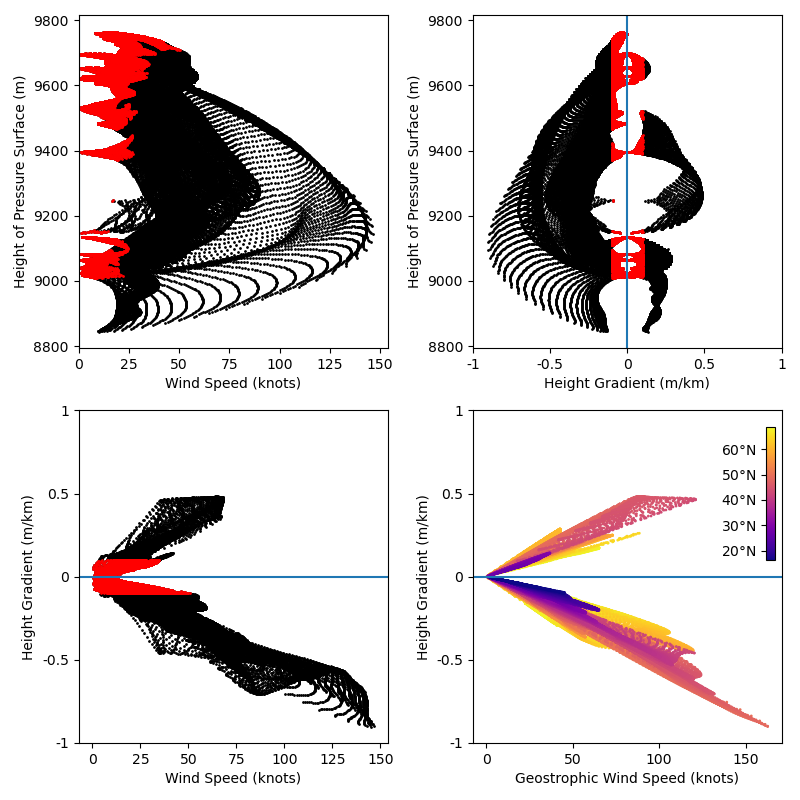 9800
9600
9400
9200
9000
8800
Height of Pressure Surface (m)
0 25 50 75 100 125 150
Wind Speed (knots)
9800
9600
9400
9200
9000
8800
Height of Pressure Surface (m)
-1 -0.5 0 0.5 1
Height Gradient (m/km)
1
0.5
0
-0.5
-1
Height Gradient (m/km)
0 25 50 75 100 125 150
Wind Speed (knots)
1
0.5
0
-0.5
-1
Height Gradient (m/km)
60°N
50°N
40°N
30°N
20°N
0 50 100 150
Geostrophic Wind Speed (knots)